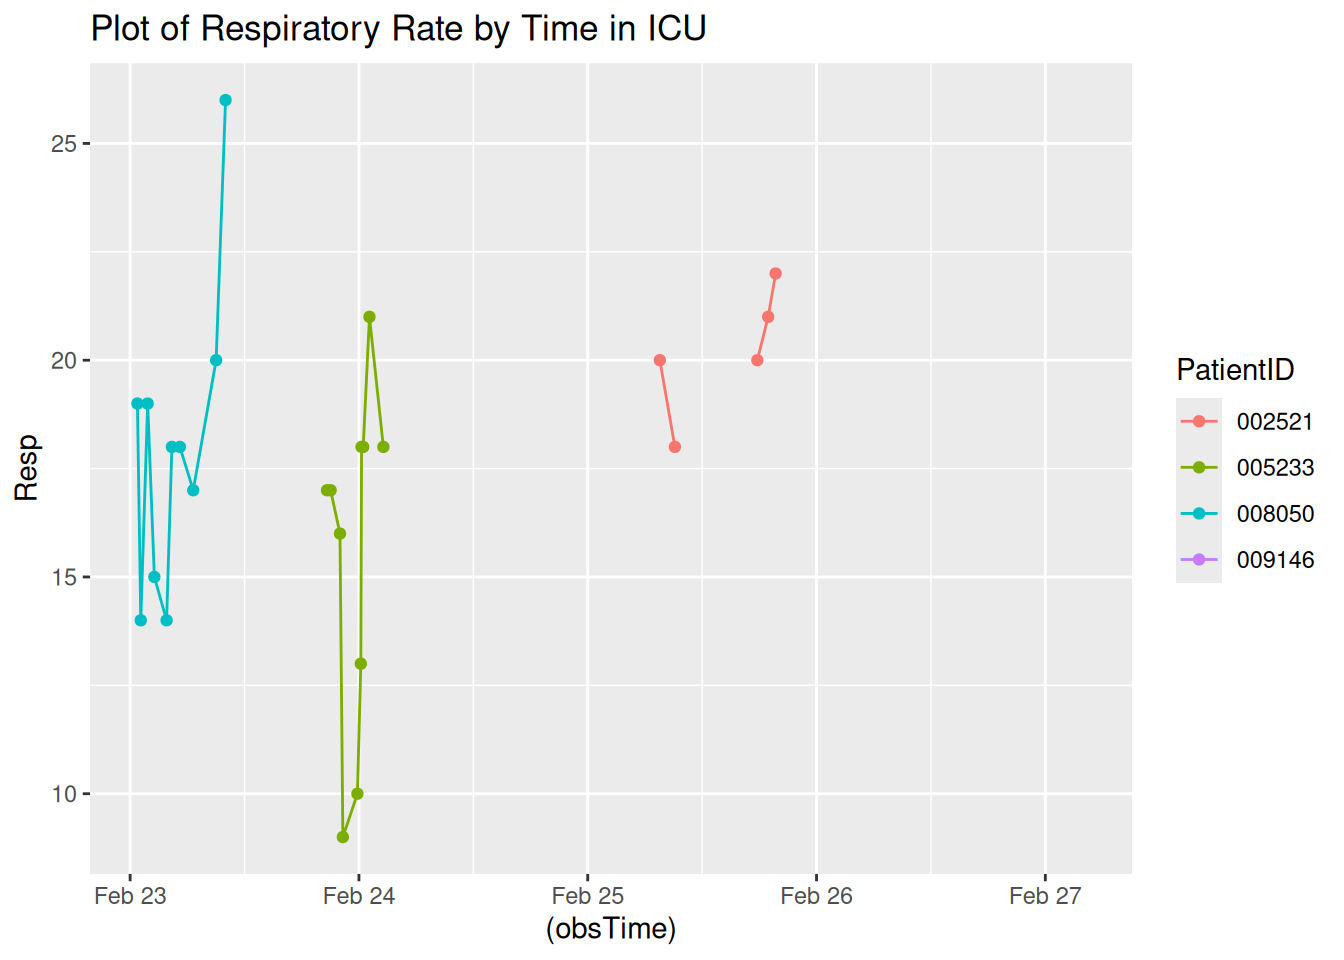 Plot of Respiratory Rate by Time in ICU
25
20
15
10
Resp
Feb 23
Feb 24
Feb 25
Feb 26
Feb 27
(obsTime)
PatientID
002521
005233
008050
009146